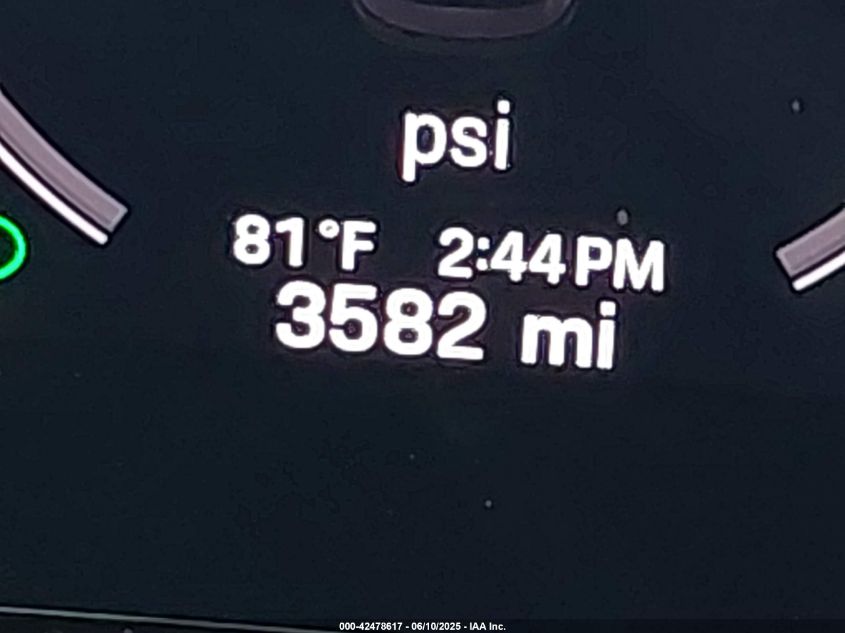 psi
81°F 2:44PM
3582 mi
000-42478617 - 06/10/2025 - IAA Inc.